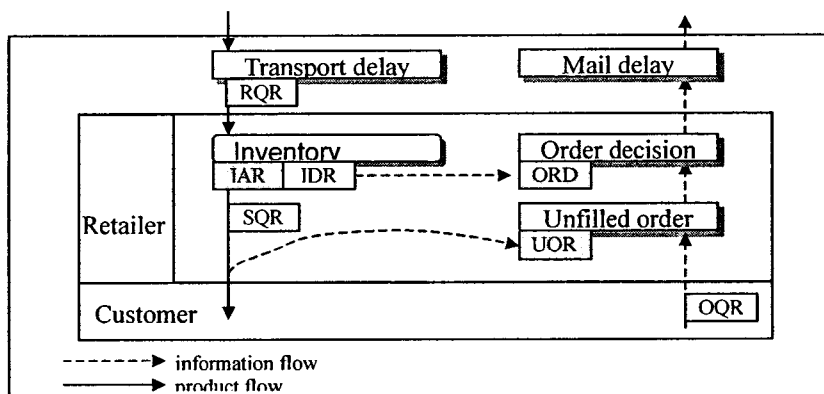 Transport delay
Mail delay
RQR
Inventory
Order decision
IAR IDR
ORD
SQR
Unfilled order
Retailer
UOR
Customer
OQR
information flow
product flow